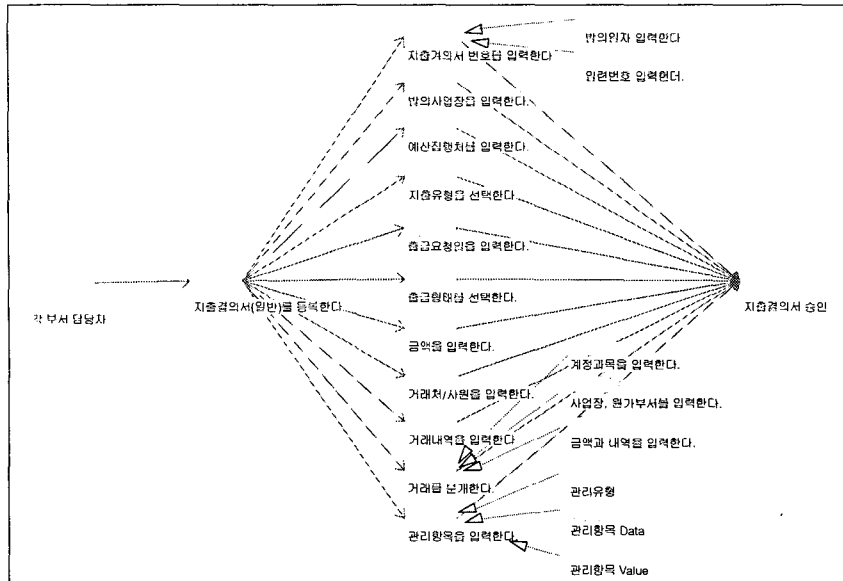 발의일자 입력한다
지출결의서 번호를 입력한다
일련번호 입력한다.
발의사업장을 입력한다.
예산집행처를 입력한다.
지출유형을 선택한다.
출금요청인을 입력한다.
출금형태를 선택한다.
각 부서 담당자
지출결의서(일반)를 등록한다.
지출결의서 승인
금액을 입력한다.
계정과목을 입력한다.
거래처/사원을 입력한다.
사업장, 원가부서를 입력한다.
거래내역을 입력한다
금액과 내역을 입력한다.
거래를 분개한다.
관리유형
관리항목을 입력한다.
관리항목 Data
관리항목 Value